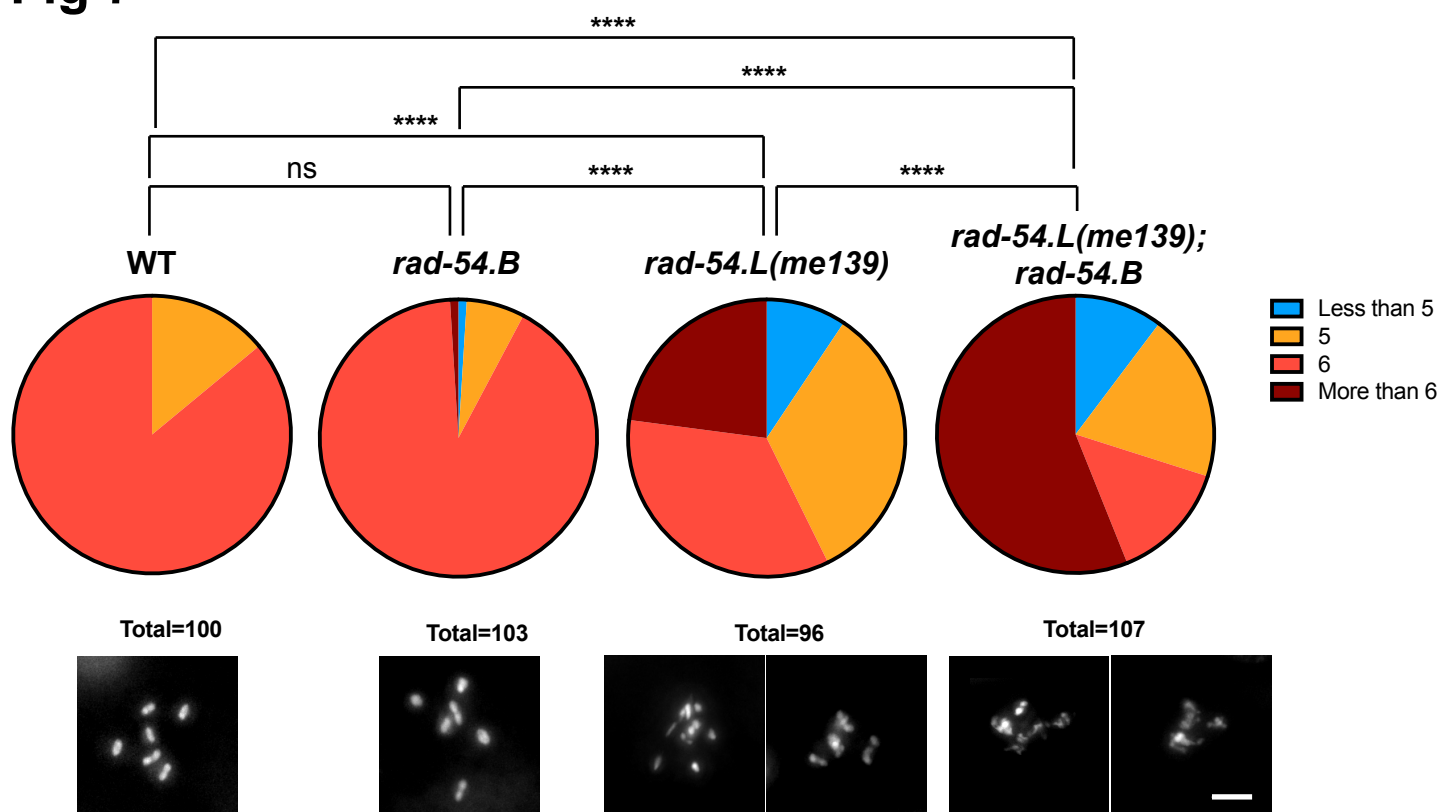 ****
****
****
ns
****
****
WT
rad-54.B
rad-54.L(me139)
rad-54.L(me139);
rad-54.B
Less than 5
5
6
More than 6
Total=100
Total=103
Total=96
Total=107